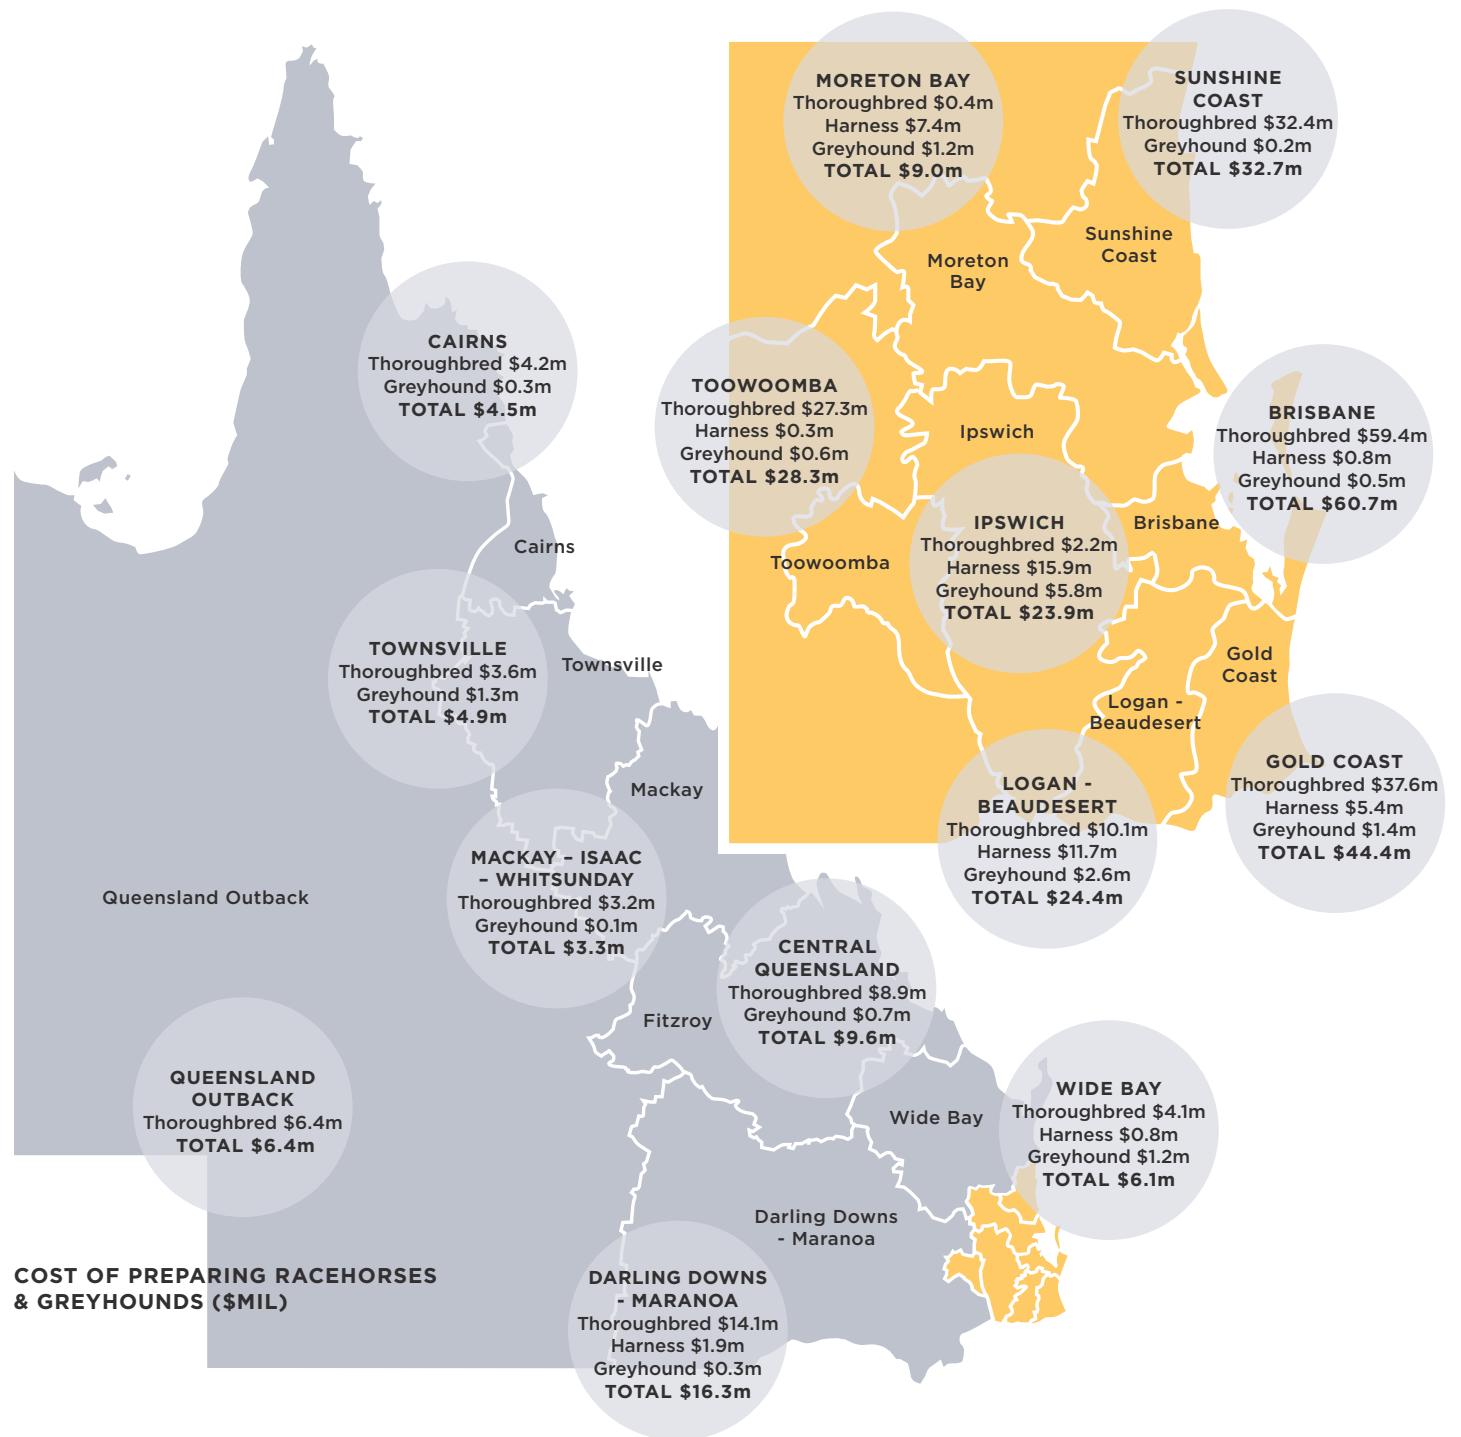 MORETON BAY
Thoroughbred $0.4m
Harness $7.4m
Greyhound $1.2m
TOTAL $9.0m
SUNSHINE
COAST
Thoroughbred $32.4m
Greyhound $0.2m
TOTAL $32.7m
Sunshine
Coast
Moreton
Bay
CAIRNS
Thoroughbred $4.2m
Greyhound $0.3m
TOTAL $4.5m
TOOWOOMBA
Thoroughbred $27.3m
Harness $0.3m
Greyhound $0.6m
TOTAL $28.3m
Ipswich
BRISBANE
Thoroughbred $59.4m
Harness $0.8m
Greyhound $0.5m
TOTAL $60.7m
IPSWICH
Thoroughbred $2.2m
Harness $15.9m
Greyhound $5.8m
TOTAL $23.9m
Brisbane
Cairns
Toowoomba
TOWNSVILLE
Thoroughbred $3.6m
Greyhound $1.3m
TOTAL $4.9m
Townsville
Gold
Coast
Logan -
Beaudesert
Mackay
LOGAN -
BEAUDESERT
Thoroughbred $10.1m
Harness $11.7m
Greyhound $2.6m
TOTAL $24.4m
GOLD COAST
Thoroughbred $37.6m
Harness $5.4m
Greyhound $1.4m
TOTAL $44.4m
MACKAY – ISAAC
– WHITSUNDAY
Thoroughbred $3.2m
Greyhound $0.1m
TOTAL $3.3m
Queensland Outback
CENTRAL
QUEENSLAND
Thoroughbred $8.9m
Greyhound $0.7m
TOTAL $9.6m
Fitzroy
QUEENSLAND
OUTBACK
Thoroughbred $6.4m
TOTAL $6.4m
Wide Bay
WIDE BAY
Thoroughbred $4.1m
Harness $0.8m
Greyhound $1.2m
TOTAL $6.1m
Darling Downs
- Maranoa
COST OF PREPARING RACEHORSES
& GREYHOUNDS ($MIL)
DARLING DOWNS
- MARANOA
Thoroughbred $14.1m
Harness $1.9m
Greyhound $0.3m
TOTAL $16.3m